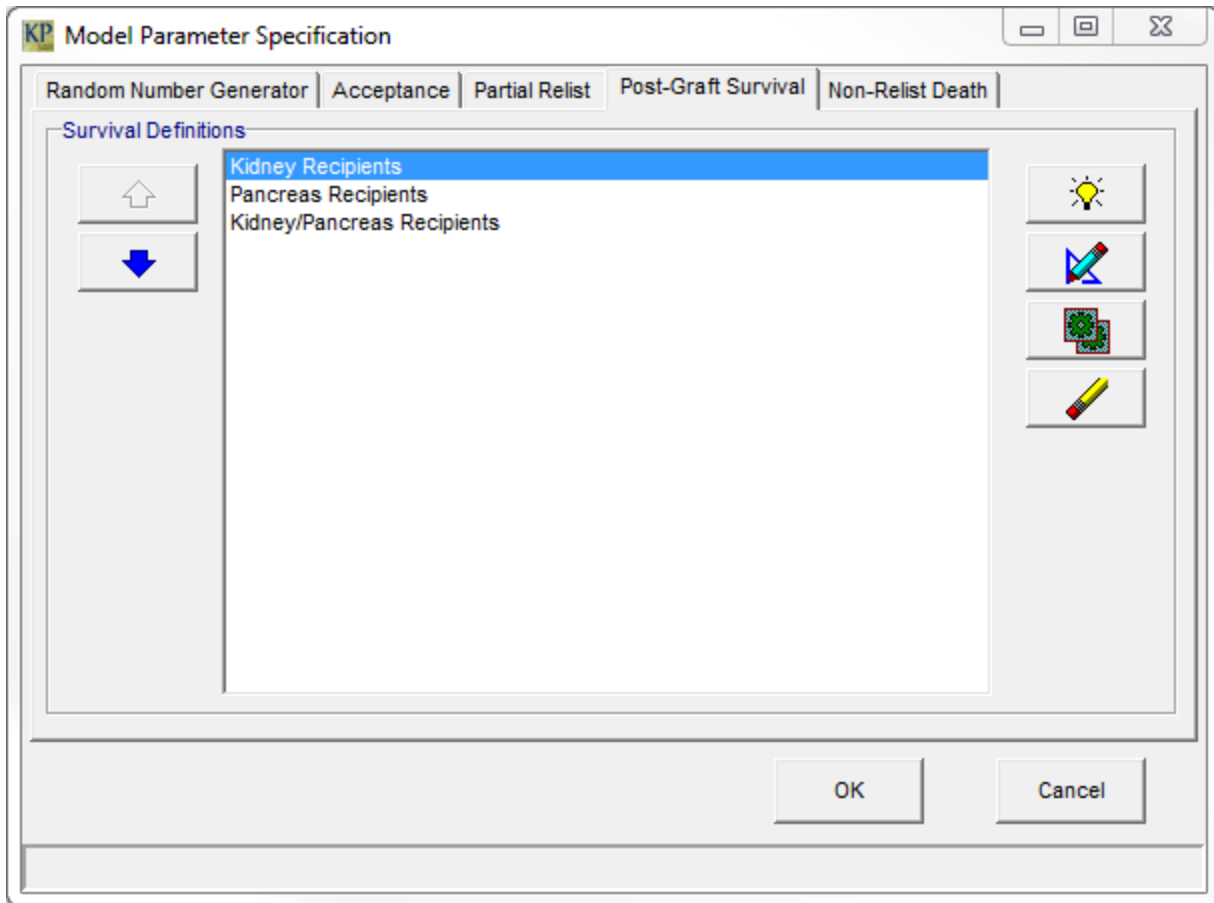 KP Model Parameter Specification
Random Number Generator Acceptance Partial Relist Post-Graft Survival Non-Relist Death
Survival Definitions
Kidney Recipients
Pancreas Recipients
Kidney/Pancreas Recipients
OK Cancel